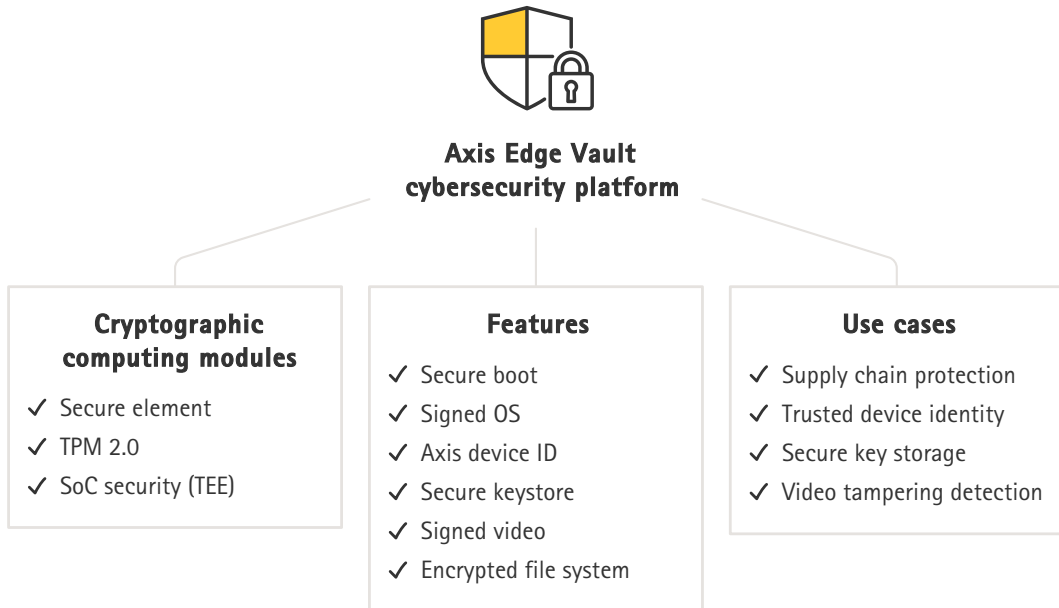 Axis Edge Vault
cybersecurity platform
Cryptographic
computing modules
Secure element
TPM 2.0
SoC security (TEE)
Features
Secure boot
Signed OS
Axis device ID
Secure keystore
Signed video
Encrypted file system
Use cases
Supply chain protection
Trusted device identity
Secure key storage
Video tampering detection